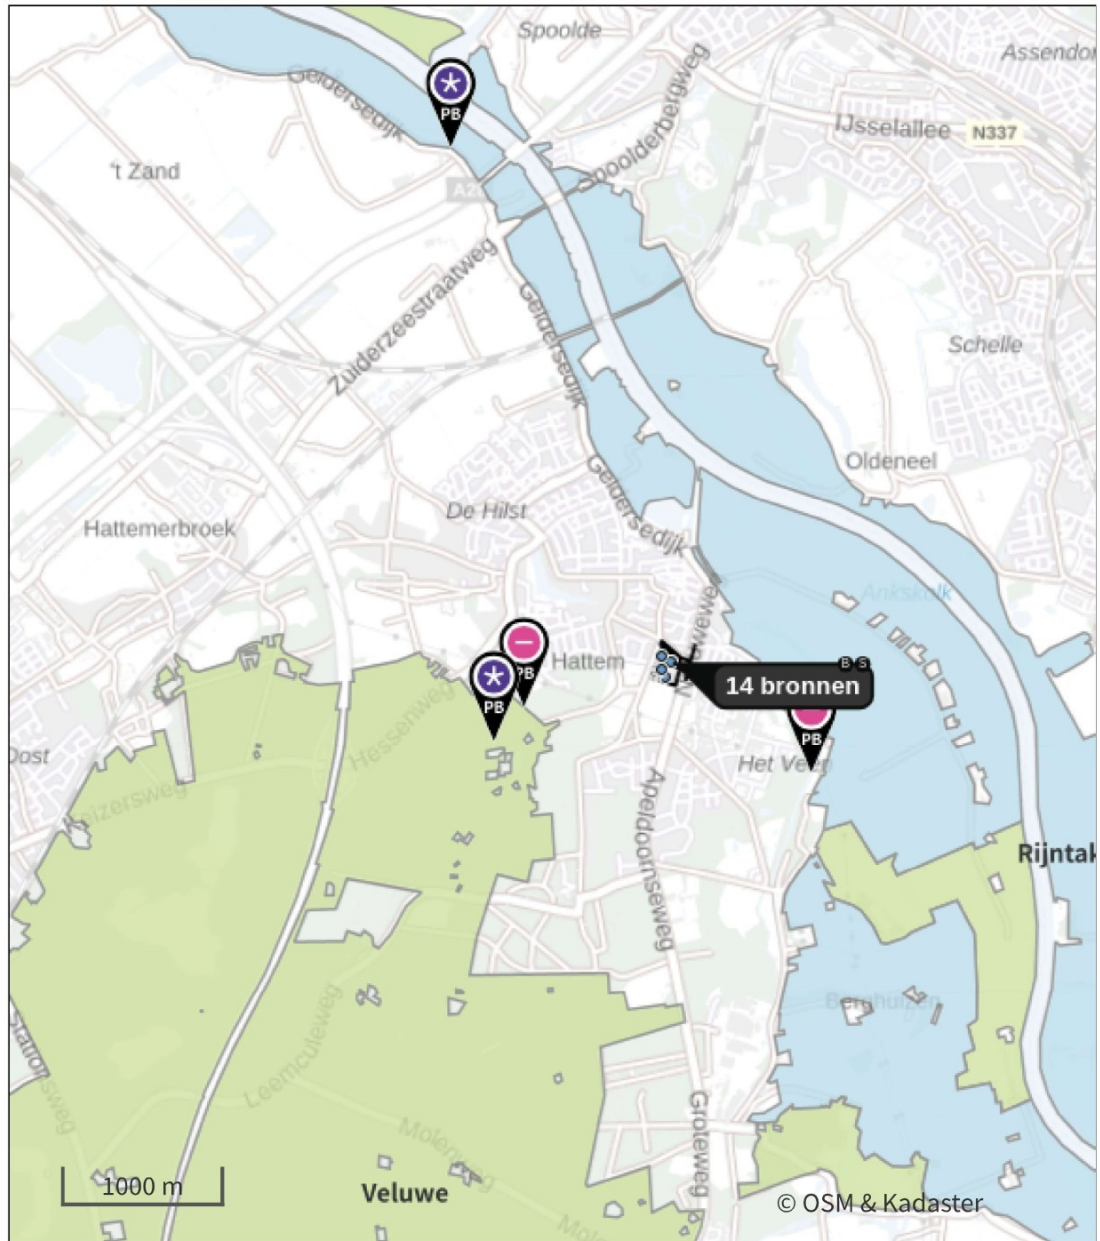 Spoolde
Assendor
Geldersedijk
PB
Spoolderbergweg
IJsselallee
N337
't Zand
A2
Zuiderzeestraatweg
Geldersedijk
Schelle
Oldeneel
De Hilst
Geldersedijk
Hattemerbroek
Ankskolk
PB
Hattem
B S
14 bronnen
PB
PB
Hessenweg
Oost
Het Veen
eizersweg
Apeldoornseweg
Rijntak
Berghuizen
Stationsweg
Leemculeweg
Molenweg
Groteweg
1000 m
Veluwe
© OSM & Kadaster